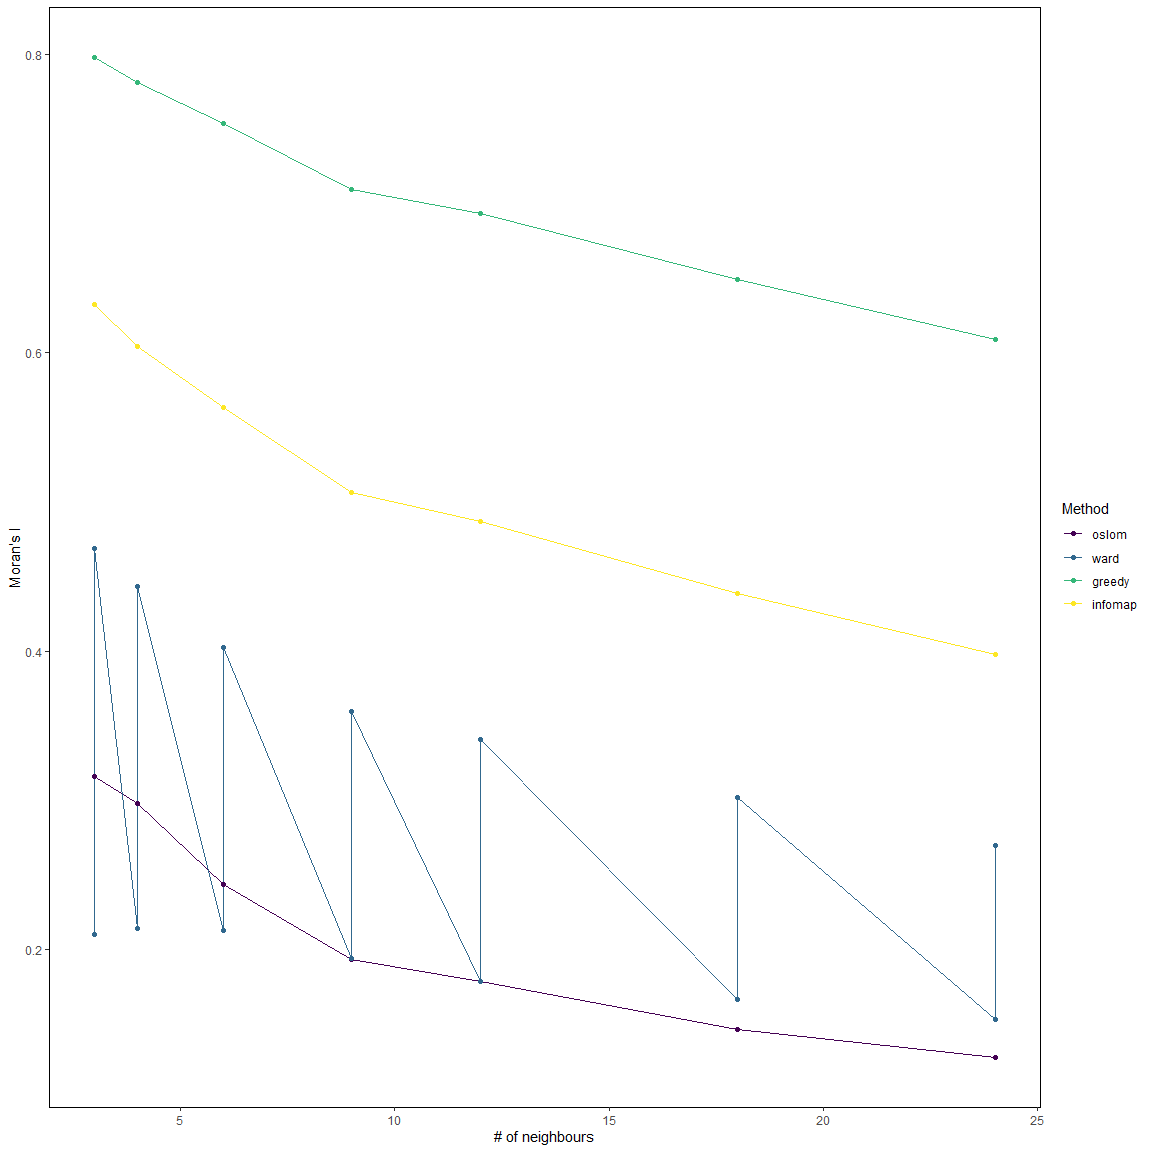 0.8
0.6
0.4
0.2
Moran's I
5
10
15
20
25
# of neighbours
Method
oslom
ward
greedy
infomap